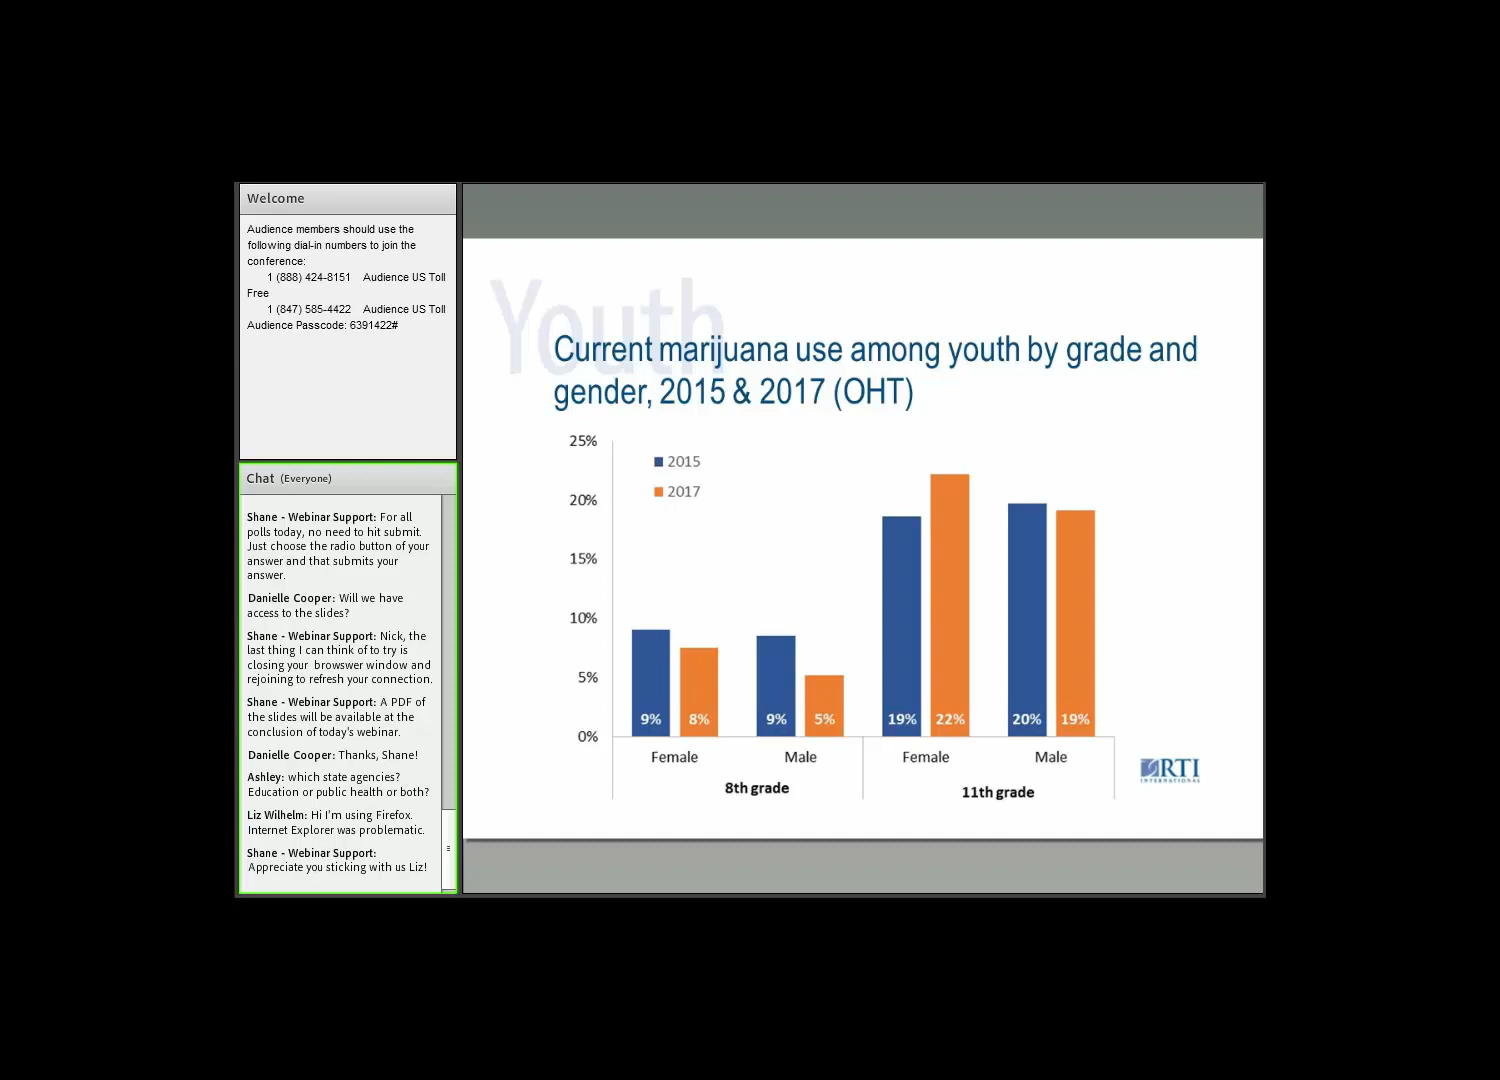 Welcome
Audience members should use the
following dial-in numbers to join the
conference:
1 (888) 424-8151 Audience US Toll
Free
1 (847) 585-4422 Audience US Toll
Audience Passcode: 6391422#
Chat (Everyone)
Shane - Webinar Support: For all
polls today, no need to hit submit.
Just choose the radio button of your
answer and that submits your
answer.
Danielle Cooper: Will we have
access to the slides?
Shane - Webinar Support: Nick, the
last thing I can think of to try is
closing your browswer window and
rejoining to refresh your connection.
Shane - Webinar Support: A PDF of
the slides will be available at the
conclusion of today's webinar.
Danielle Cooper: Thanks, Shane!
Ashley: which state agencies?
Education or public health or both?
Liz Wilhelm: Hi I'm using Firefox.
Internet Explorer was problematic.
Shane - Webinar Support:
Appreciate you sticking with us Liz!
Youth
Current marijuana use among youth by grade and
gender, 2015 & 2017 (OHT)
25%
20%
15%
10%
5%
0%
2015
2017
9% 8% 9% 5% 19% 22% 20% 19%
Female Male Female Male
8th grade 11th grade
RTI
INTERNATIONAL